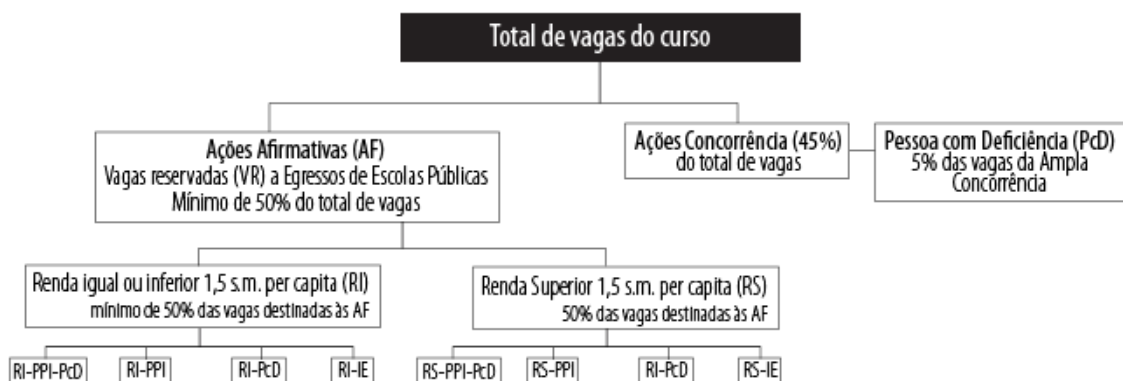 Total de vagas do curso
Ações Afirmativas (AF)
Vagas reservadas (VR) a Egressos de Escolas Públicas
Mínimo de 50% do total de vagas
Ações Concorrência (45%)
do total de vagas
Pessoa com Deficiência (PcD)
5% das vagas da Ampla
Concorrência
Renda igual ou inferior 1,5 s.m. per capita (RI)
mínimo de 50% das vagas destinadas às AF
Renda Superior 1,5 s.m. per capita (RS)
50% das vagas destinadas às AF
RI-PPI-PcD
RI-PPI
RI-PcD
RI-IE
RS-PPI-PcD
RS-PPI
RI-PcD
RS-IE